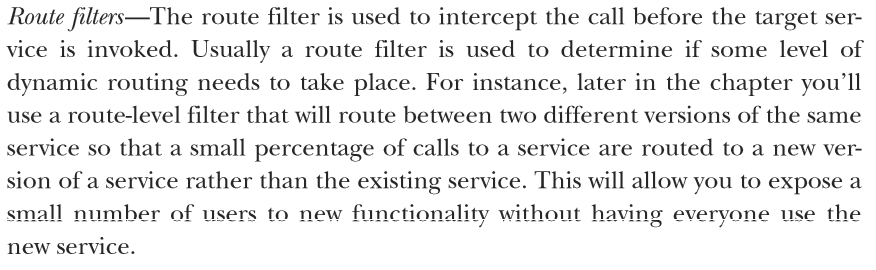 Route filters—The route filter is used to intercept the call before the target ser-
vice is invoked. Usually a route filter is used to determine if some level of
dynamic routing needs to take place. For instance, later in the chapter you’ll
use a route-level filter that will route between two different versions of the same
service so that a small percentage of calls to a service are routed to a new ver-
sion of a service rather than the existing service. This will allow you to expose a
small number of users to new functionality without having everyone use the
new service.